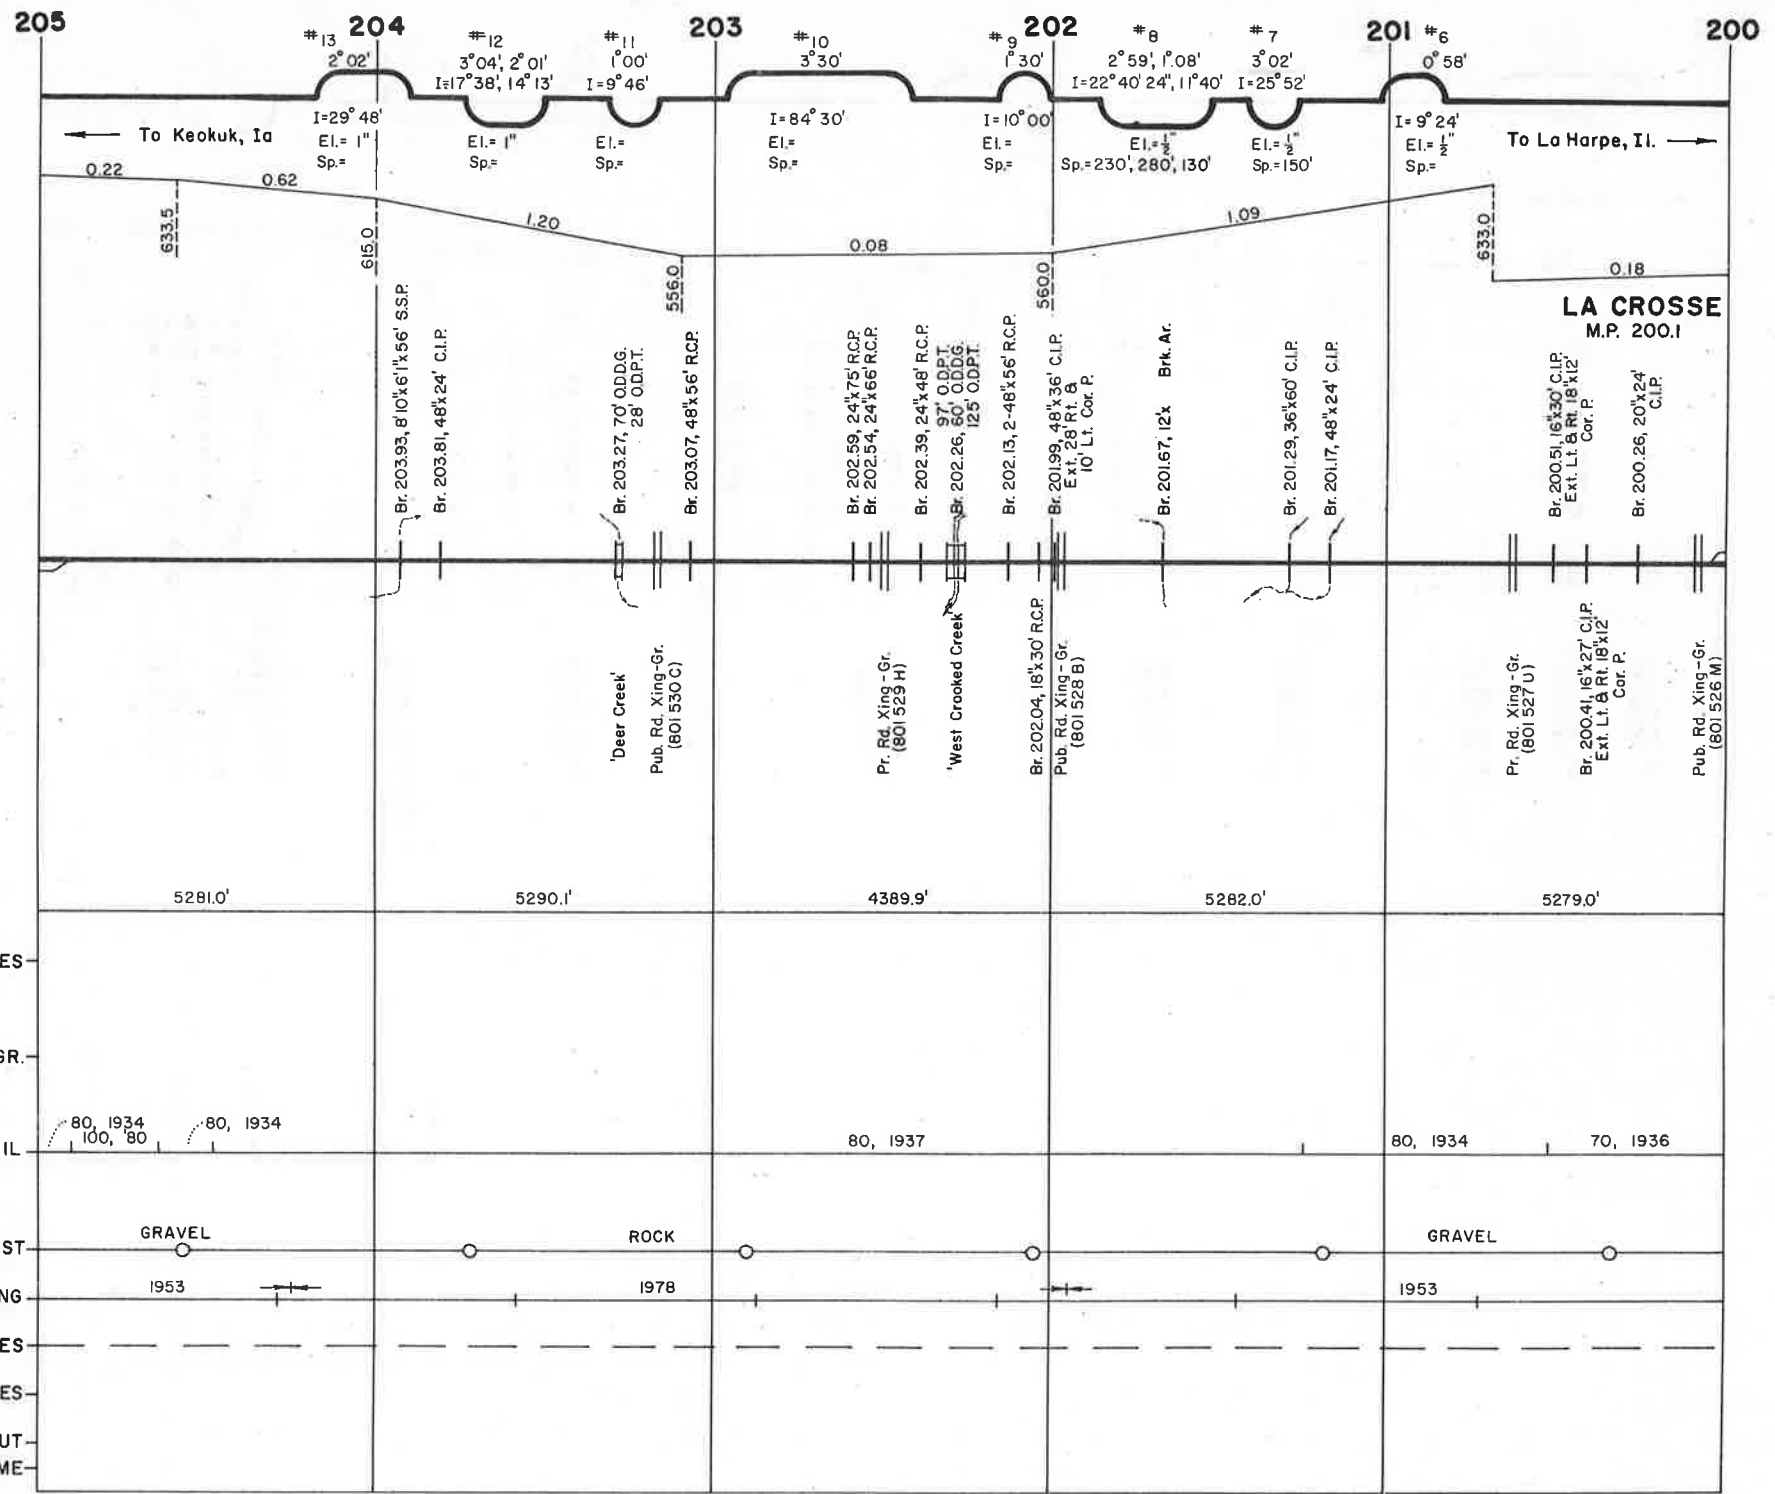 205 204 203 202 201 200
#13 #12 #11 #10 #9 #8 #7 #6
2° 02' 3°04', 2°01' 1°00' 3°30' 1°30' 2°59', 1°08' 3°02' 0°58'
I=17°38', 14°13' I=9°46' I=22°40'24", 11°40' I=25°52'
I=29°48' I=84°30' I=10°00' I=9°24'
← To Keokuk, Ia
To La Harpe, Il. →
El.= 1" El.= 1" El.= El.= El.= El.=½" El.=½" El.=½"
Sp.= Sp.= Sp.= Sp.= Sp.= Sp.=230', 280', 130' Sp.=150' Sp.=
0.22 0.62 1.20 0.08 1.09 0.18
633.5 615.0 556.0 560.0 633.0
LA CROSSE
M.P. 200.1
Br. 203.93, 8'10"x6'1"x56' S.S.P.
Br. 203.81, 48"x24' C.I.P.
Br. 203.27, 70' O.D.D.G.
28' O.D.P.T.
Br. 203.07, 48"x56' R.C.P.
Br. 202.59, 24"x75' R.C.P.
Br. 202.54, 24"x66' R.C.P.
Br. 202.39, 24"x48' R.C.P.
97' O.D.P.T.
Br. 202.26, 60' O.D.D.G.
125' O.D.P.T.
Br. 202.13, 2-48"x56' R.C.P.
Br. 201.99, 48"x36' C.I.P.
Ext. 28' Rt. &
10' Lt. Cor. P.
Br. 201.67, 12'x Brk. Ar.
Br. 201.29, 36"x60' C.I.P.
Br. 201.17, 48"x24' C.I.P.
Br. 200.51, 16"x30' C.I.P.
Ext. Lt. & Rt. 18"x12'
Cor. P.
Br. 200.26, 20"x24'
C.I.P.
'Deer Creek'
Pub. Rd. Xing-Gr.
(801 530 C)
Pr. Rd. Xing-Gr.
(801 529 H)
'West Crooked Creek'
Br. 202.04, 18"x30' R.C.P.
Pub. Rd. Xing-Gr.
(801 528 B)
Pr. Rd. Xing-Gr.
(801 527 U)
Br. 200.41, 16"x27' C.I.P.
Ext. Lt. & Rt. 18"x12'
Cor. P.
Pub. Rd. Xing-Gr.
(801 526 M)
5281.0' 5290.1' 4389.9' 5282.0' 5279.0'
ES
GR.
80, 1934 80, 1934
100, '80
IL 80, 1937 80, 1934 70, 1936
GRAVEL ROCK GRAVEL
ST
NG 1953 1978 1953
ES
ES
UT
ME